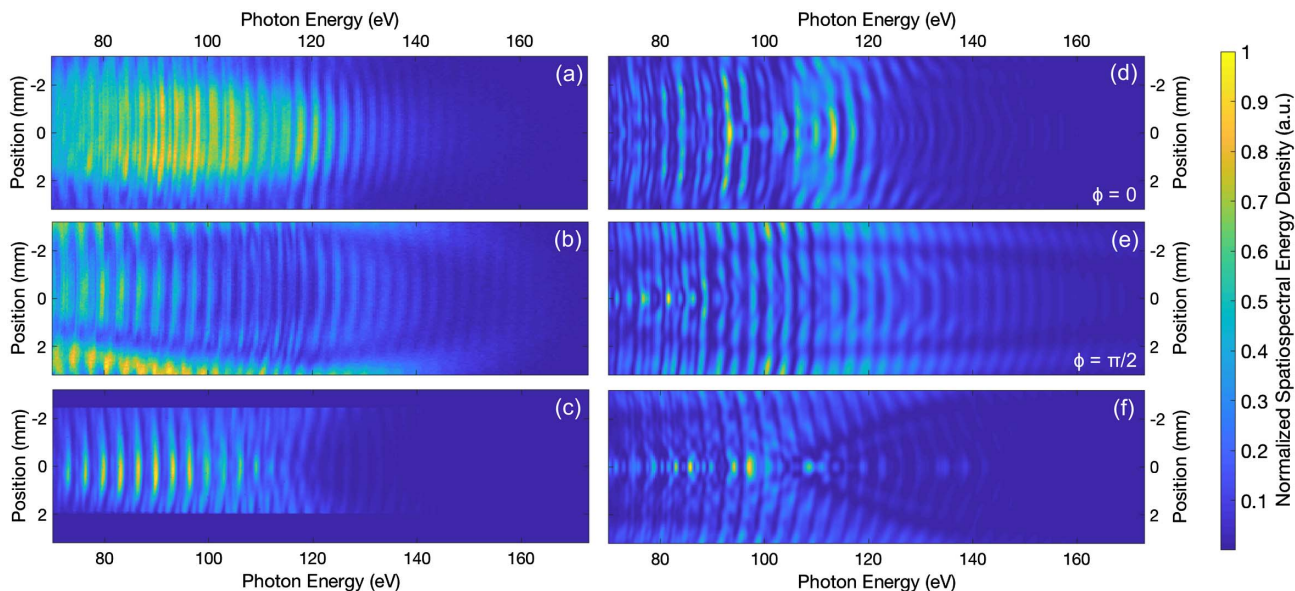 Photon Energy (eV)
80 100 120 140 160
Photon Energy (eV)
80 100 120 140 160
Position (mm)
-2
0
2
(a)
(d)
ϕ = 0
-2
0
2
Position (mm)
Position (mm)
-2
0
2
(b)
(e)
ϕ = π/2
-2
0
2
Position (mm)
Position (mm)
-2
0
2
(c)
(f)
-2
0
2
Position (mm)
80 100 120 140 160
Photon Energy (eV)
80 100 120 140 160
Photon Energy (eV)
1
0.9
0.8
0.7
0.6
0.5
0.4
0.3
0.2
0.1
Normalized Spatiospectral Energy Density (a.u.)